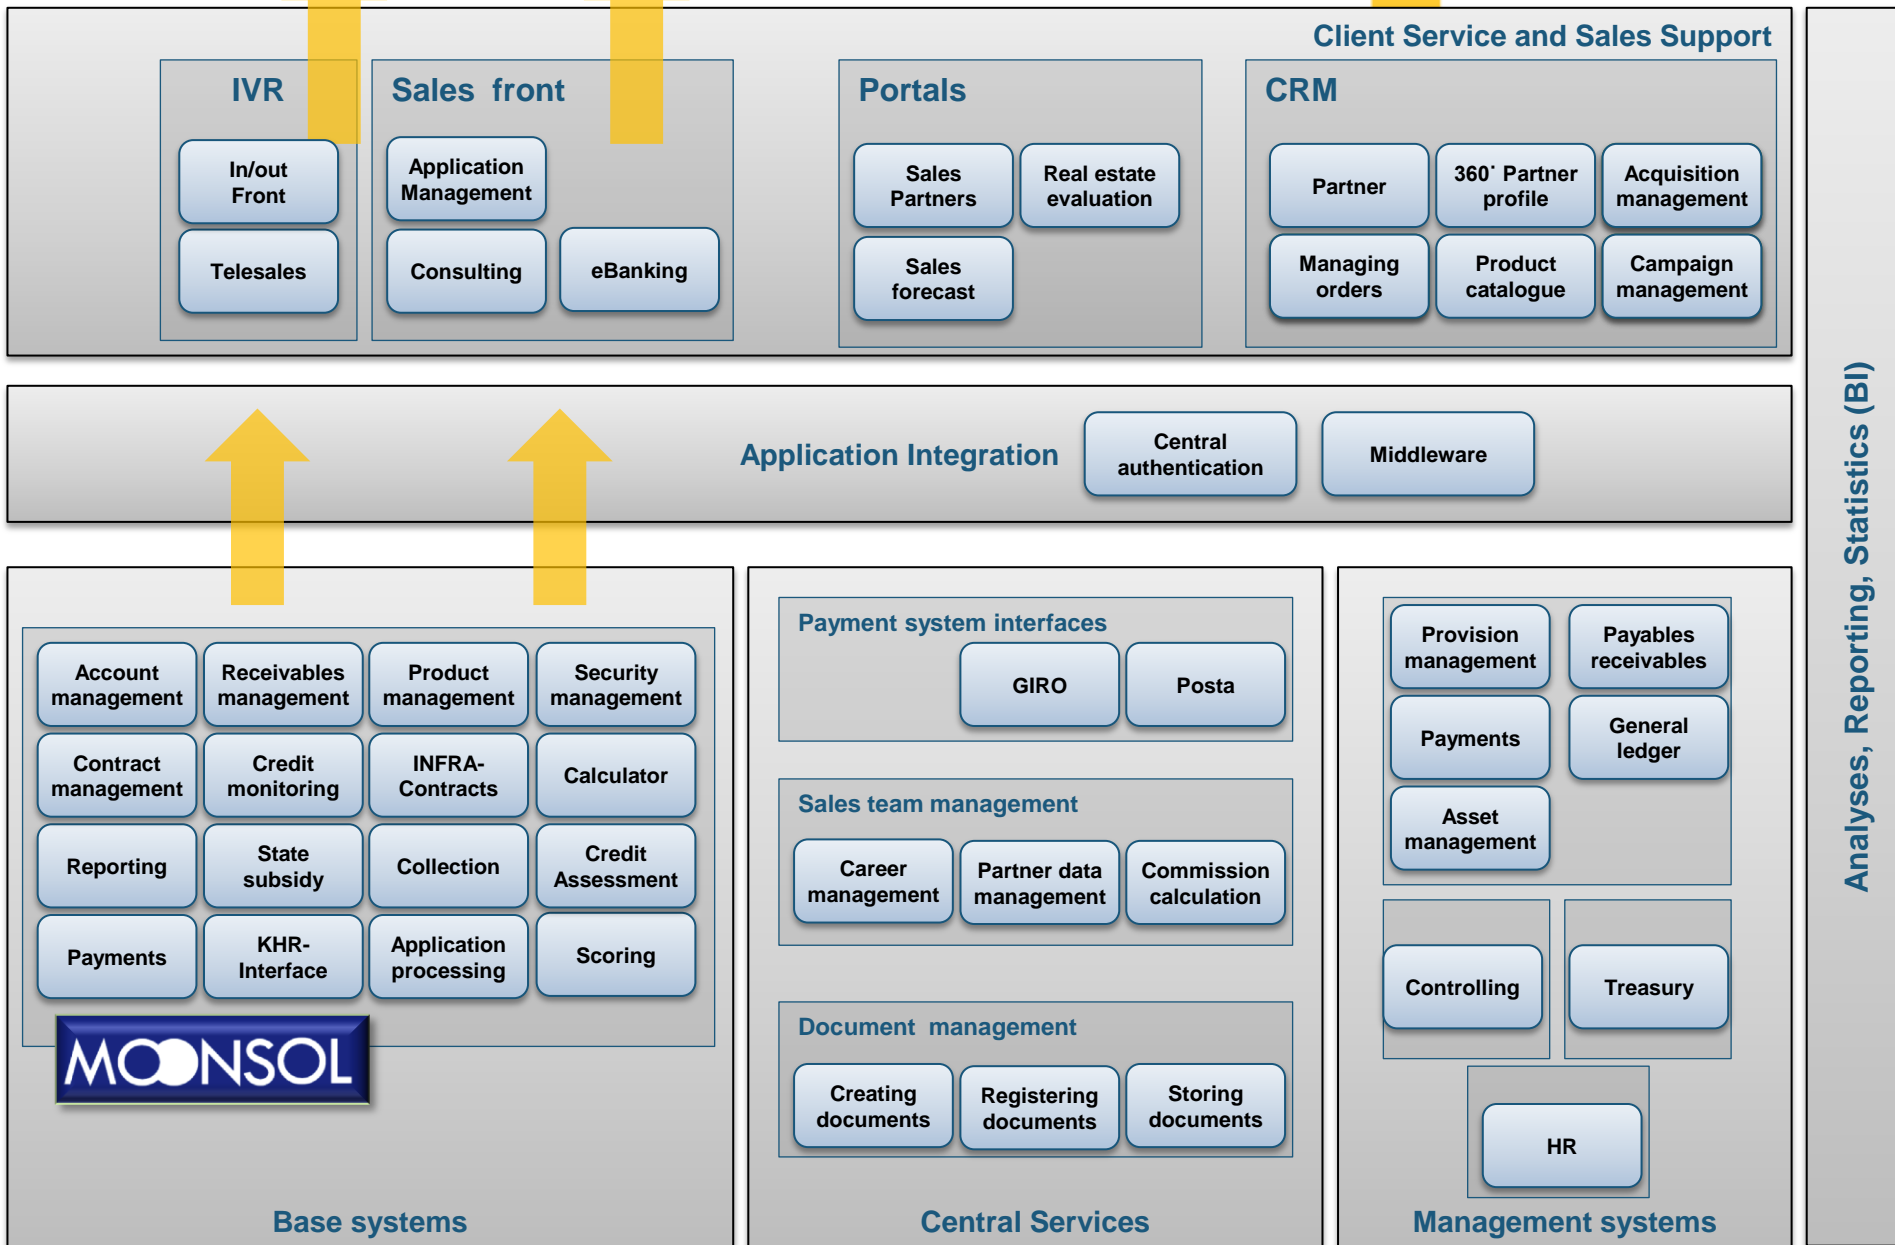 Client Service and Sales Support
IVR
In/out
Front
Telesales
Sales  front
Application
Management
Consulting
eBanking
Portals
Sales
Partners
Real estate
evaluation
Sales
forecast
CRM
Partner
360˙ Partner
profile
Acquisition
management
Managing
orders
Product
catalogue
Campaign
management
Application Integration
Central
authentication
Middleware
Account
management
Receivables
management
Product
management
Security
management
Contract
management
Credit
monitoring
INFRA-
Contracts
Calculator
Reporting
State
subsidy
Collection
Credit
Assessment
Payments
KHR-
Interface
Application
processing
Scoring
MOONSOL
Base systems
Payment system interfaces
GIRO
Posta
Sales team management
Career
management
Partner data
management
Commission
calculation
Document  management
Creating
documents
Registering
documents
Storing
documents
Central Services
Provision
management
Payables
receivables
Payments
General
ledger
Asset
management
Controlling
Treasury
HR
Management systems
Analyses, Reporting, Statistics (BI)